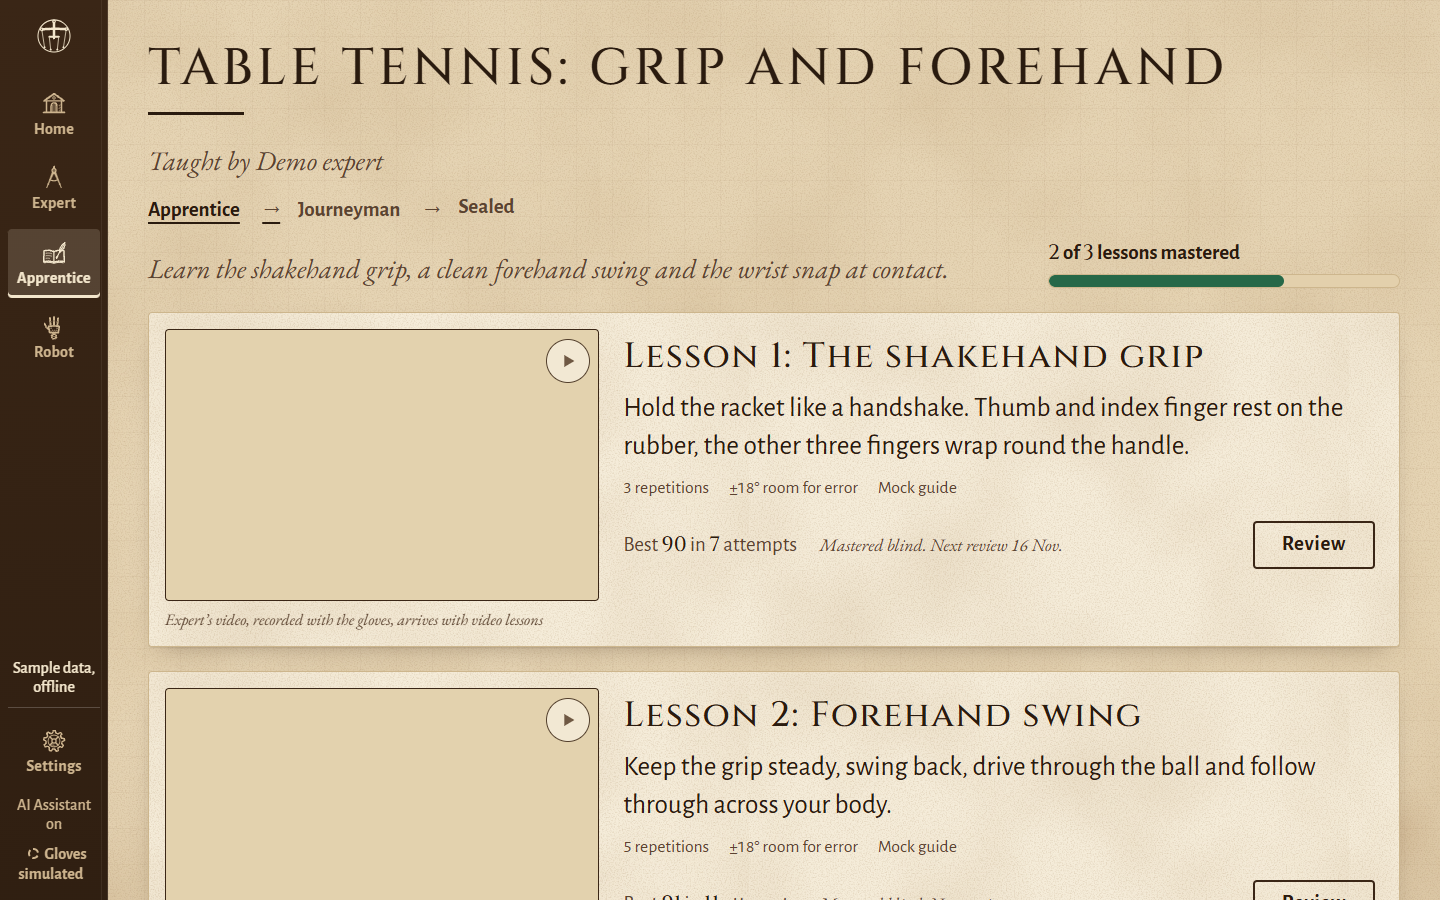 TABLE TENNIS: GRIP AND FOREHAND
Home
Expert
Apprentice
Robot
Sample data,
offline
Settings
AI Assistant
on
Gloves
simulated
Taught by Demo expert
Apprentice → Journeyman → Sealed
Learn the shakehand grip, a clean forehand swing and the wrist snap at contact.
2 of 3 lessons mastered
Lesson 1: The shakehand grip
Hold the racket like a handshake. Thumb and index finger rest on the
rubber, the other three fingers wrap round the handle.
3 repetitions ±18° room for error Mock guide
Best 90 in 7 attempts Mastered blind. Next review 16 Nov.
Review
Expert's video, recorded with the gloves, arrives with video lessons
Lesson 2: Forehand swing
Keep the grip steady, swing back, drive through the ball and follow
through across your body.
5 repetitions ±18° room for error Mock guide
Review